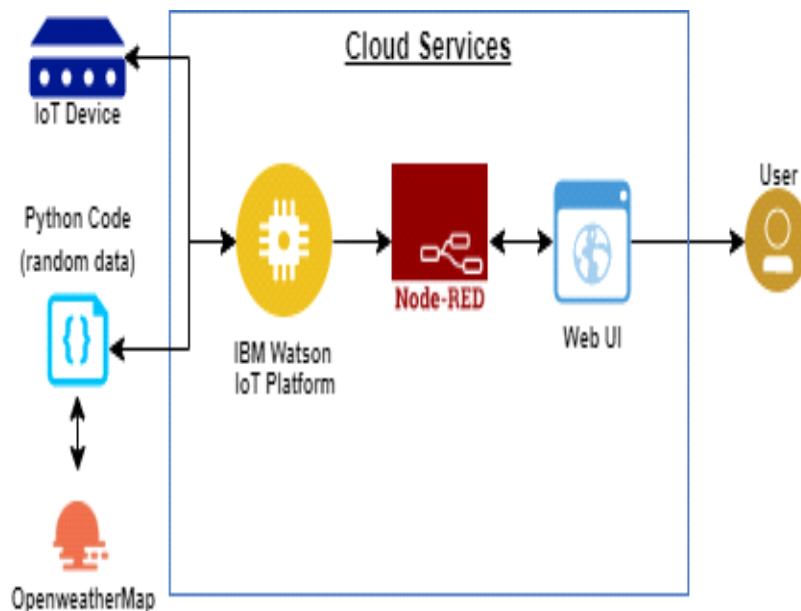 Cloud Services
IoT Device
Python Code
(random data)
OpenweatherMap
IBM Watson
IoT Platform
Node-RED
Web UI
User